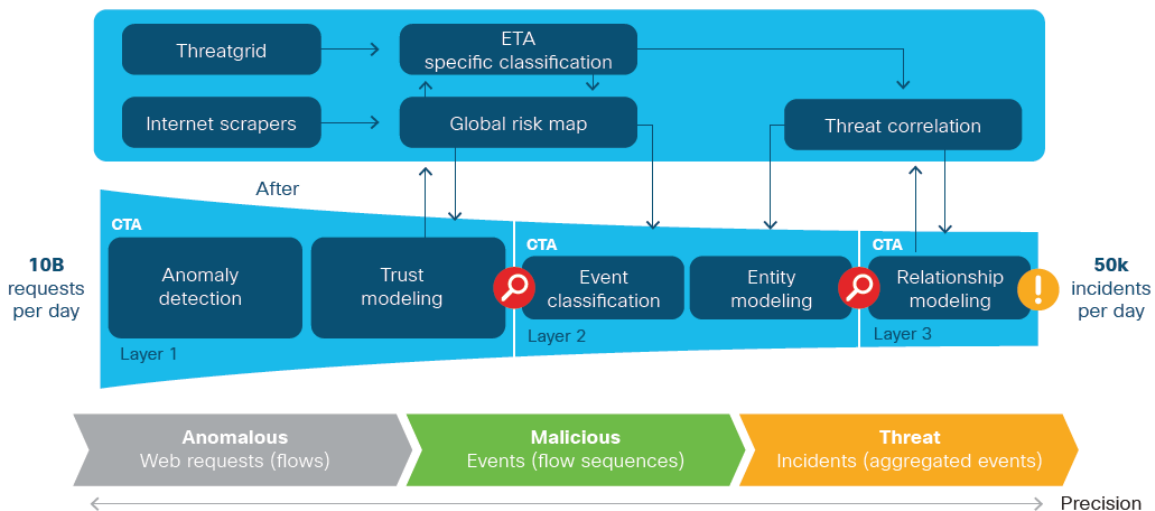 Threatgrid
ETA
specific classification
Internet scrapers
Global risk map
Threat correlation
After
CTA
Anomaly
detection
Trust
modeling
Layer 1
CTA
Event
classification
Entity
modeling
Layer 2
CTA
Relationship
modeling
Layer 3
10B
requests
per day
50k
incidents
per day
Anomalous
Web requests (flows)
Malicious
Events (flow sequences)
Threat
Incidents (aggregated events)
Precision